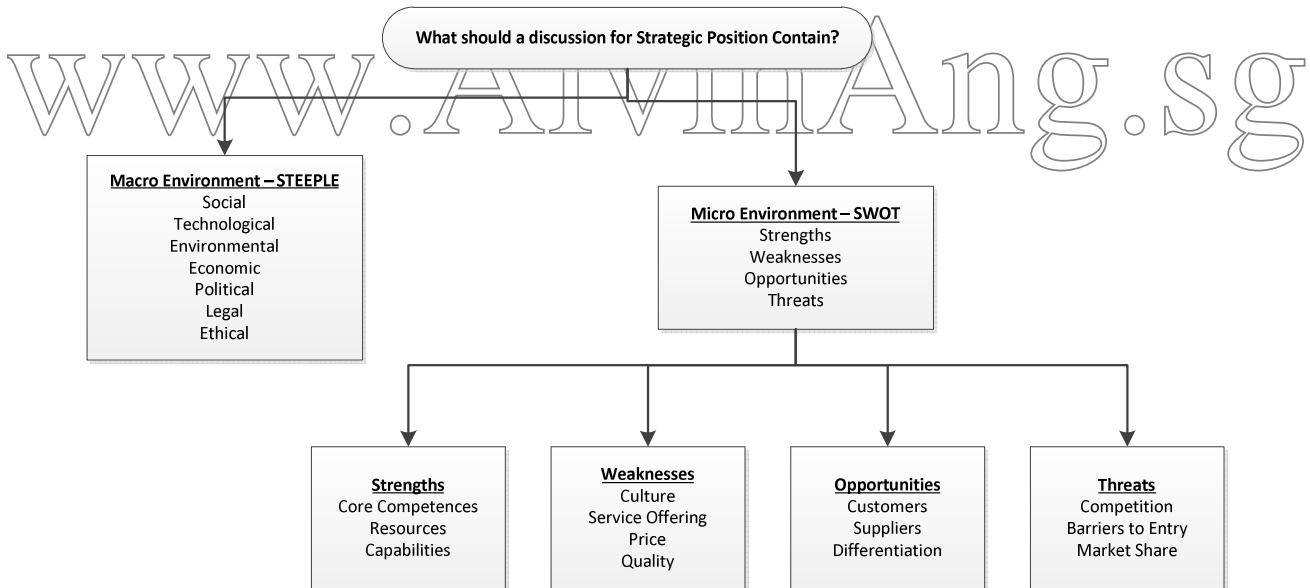 What should a discussion for Strategic Position Contain?
www.AlvinAng.sg
Macro Environment – STEEPLE
Social
Technological
Environmental
Economic
Political
Legal
Ethical
Micro Environment – SWOT
Strengths
Weaknesses
Opportunities
Threats
Strengths
Core Competences
Resources
Capabilities
Weaknesses
Culture
Service Offering
Price
Quality
Opportunities
Customers
Suppliers
Differentiation
Threats
Competition
Barriers to Entry
Market Share